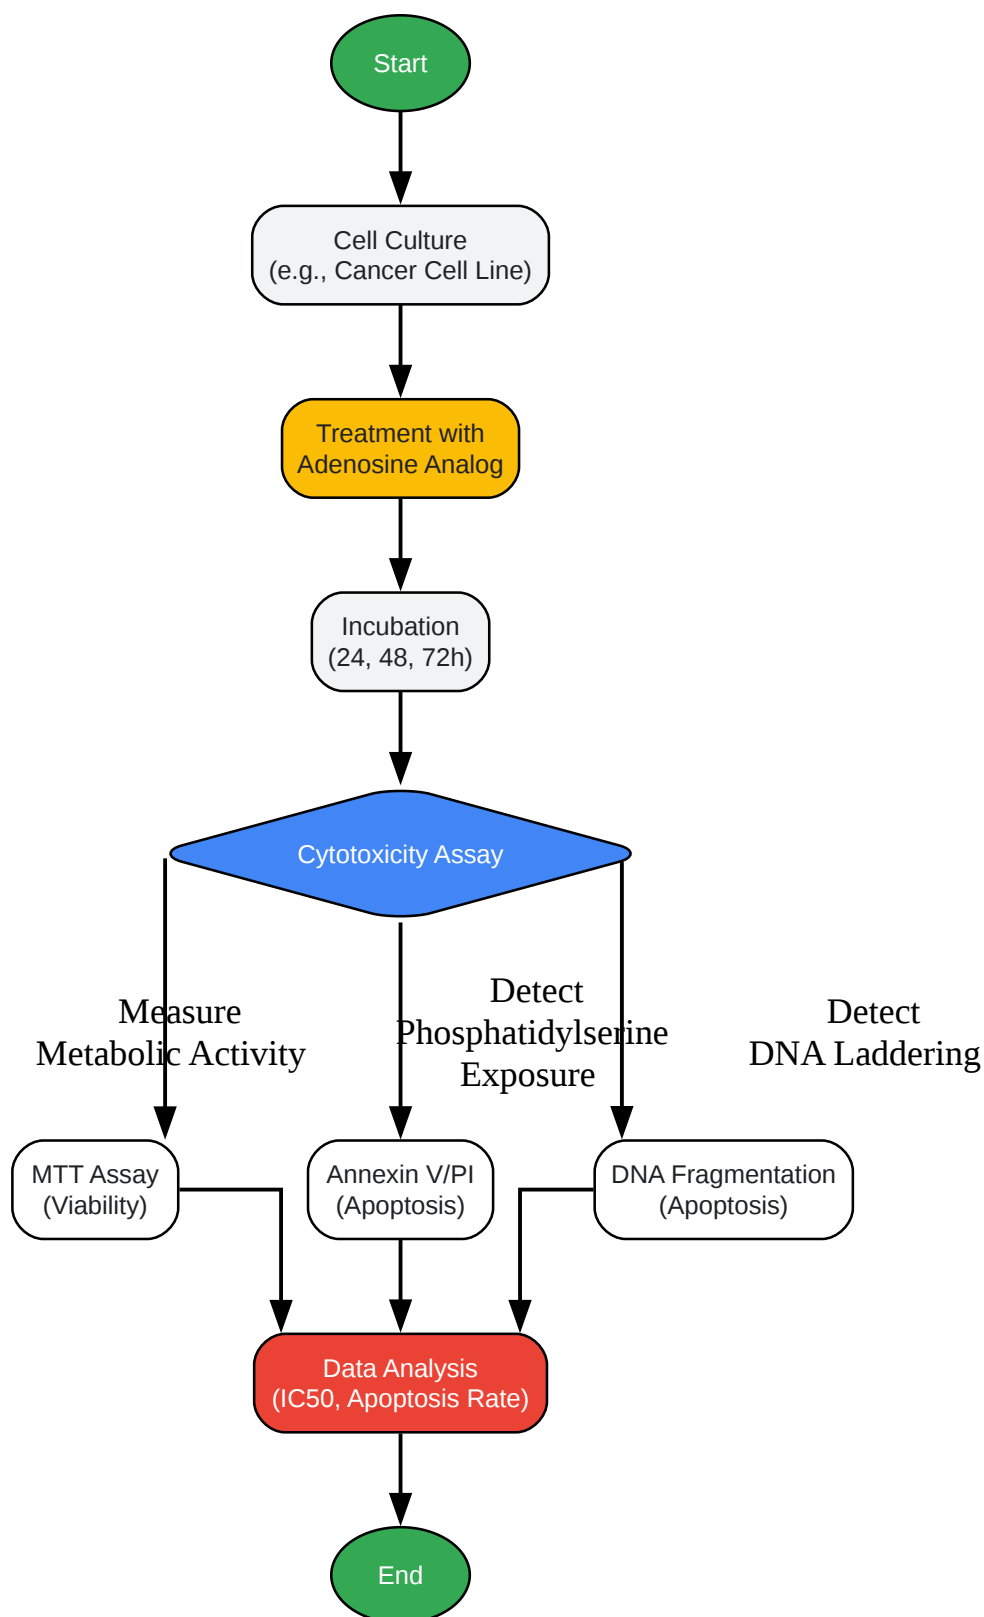 Start
Cell Culture
(e.g., Cancer Cell Line)
Treatment with
Adenosine Analog
Incubation
(24, 48, 72h)
Cytotoxicity Assay
Measure
Metabolic Activity
Detect
Phosphatidylserine
Exposure
Detect
DNA Laddering
MTT Assay
(Viability)
Annexin V/PI
(Apoptosis)
DNA Fragmentation
(Apoptosis)
Data Analysis
(IC50, Apoptosis Rate)
End